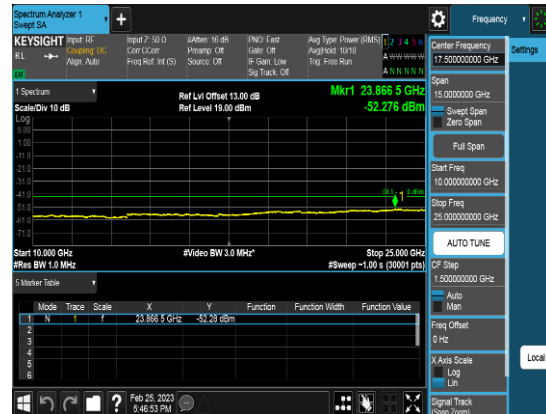 Spectrum Analyzer 1
Swept SA
Frequency
KEYSIGHT
RL
Input: RF
Coupling: DC
Align: Auto
Input Z: 50 Ω
Corr CCorr
Freq Ref: Int (S)
#Atten: 16 dB
Preamp: Off
Source: Off
PNO: Fast
Gate: Off
IF Gain: Low
Sig Track: Off
Avg Type: Power (RMS)
Avg|Hold: 10/10
Trig: Free Run
1 2 3 4 5 6
A W W W W W
A N N N N N
1 Spectrum
Scale/Div 10 dB
Log
Ref Lvl Offset 13.00 dB
Ref Level 19.00 dBm
Mkr1 23.866 5 GHz
-52.276 dBm
9.00
-1.00
-11.0
-21.0
-31.0
-41.0
-51.0
-61.0
-71.0
1
Start 10.000 GHz
#Res BW 1.0 MHz
#Video BW 3.0 MHz*
Stop 25.000 GHz
#Sweep ~1.00 s (30001 pts)
5 Marker Table
Mode Trace Scale X Y Function Function Width Function Value
1 N 1 f 23.866 5 GHz -52.28 dBm
2
3
4
5
6
Feb 25, 2023
5:46:53 PM
Center Frequency
17.500000000 GHz
Settings
Span
15.0000000 GHz
Swept Span
Zero Span
Full Span
Start Freq
10.000000000 GHz
Stop Freq
25.000000000 GHz
AUTO TUNE
CF Step
1.500000000 GHz
Auto
Man
Freq Offset
0 Hz
X Axis Scale
Log
Lin
Local
Signal Track
(Span Zoom)